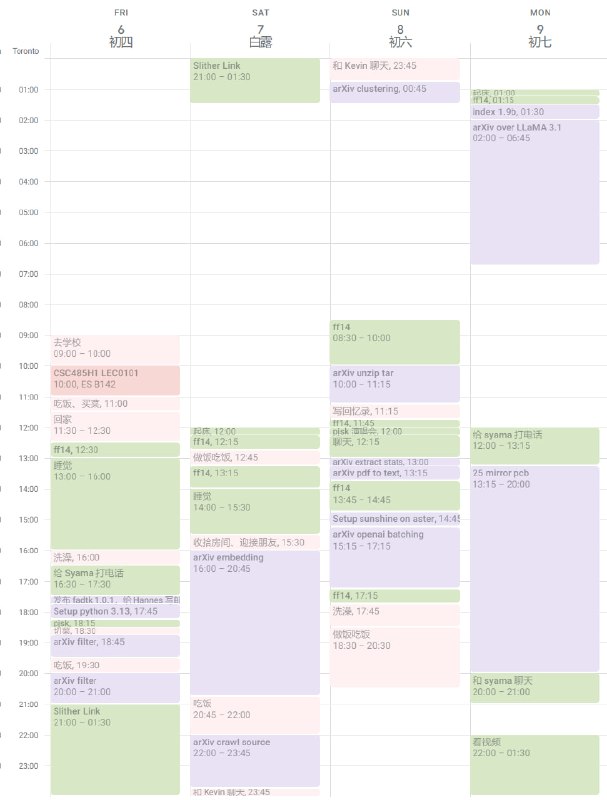 FRI
6
初四
SAT
7
白露
SUN
8
初六
MON
9
初七
Toronto
01:00
02:00
03:00
04:00
05:00
06:00
07:00
08:00
09:00
10:00
11:00
12:00
13:00
14:00
15:00
16:00
17:00
18:00
19:00
20:00
21:00
22:00
23:00
去学校
09:00 – 10:00
CSC485H1 LEC0101
10:00, ES B142
吃饭、买菜, 11:00
回家
11:30 – 12:30
ff14, 12:30
睡觉
13:00 – 16:00
洗澡, 16:00
给 Syama 打电话
16:30 – 17:30
发布 fadtk 1.0.1、给 Hannes
Setup python 3.13, 17:45
pjsk, 18:15
18:30
arXiv filter, 18:45
吃饭, 19:30
arXiv filter
20:00 – 21:00
Slither Link
21:00 – 01:30
Slither Link
21:00 – 01:30
起床, 12:00
ff14, 12:15
做饭吃饭, 12:45
ff14, 13:15
睡觉
14:00 – 15:30
收拾房间、迎接朋友, 15:30
arXiv embedding
16:00 – 20:45
吃饭
20:45 – 22:00
arXiv crawl source
22:00 – 23:45
和 Kevin 聊天, 23:45
和 Kevin 聊天, 23:45
arXiv clustering, 00:45
ff14
08:30 – 10:00
arXiv unzip tar
10:00 – 11:15
写回忆录, 11:15
ff14, 11:45
pjsk 演唱会, 12:00
聊天, 12:15
arXiv extract stats, 13:00
arXiv pdf to text, 13:15
ff14
13:45 – 14:45
Setup sunshine on aster, 14:45
arXiv openai batching
15:15 – 17:15
ff14, 17:15
洗澡, 17:45
做饭吃饭
18:30 – 20:30
起床, 01:00
ff14, 01:15
index 1.9b, 01:30
arXiv over LLaMA 3.1
02:00 – 06:45
给 syama 打电话
12:00 – 13:15
25 mirror pcb
13:15 – 20:00
和 syama 聊天
20:00 – 21:00
看视频
22:00 – 01:30